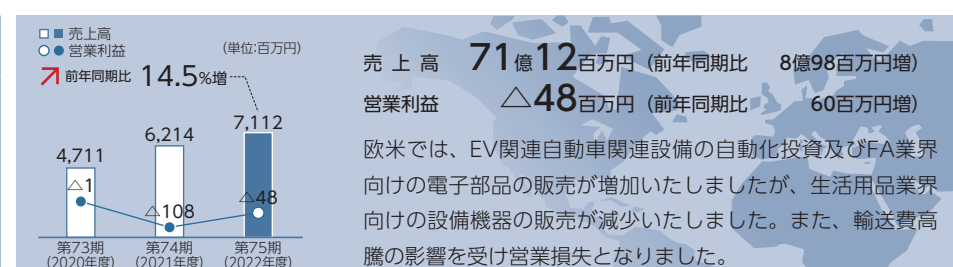 売上高
営業利益
(単位:百万円)
前年同期比 14.5%増
4,711
6,214
7,112
△1
△108
△48
第73期
(2020年度)
第74期
(2021年度)
第75期
(2022年度)
売上高 71億12百万円(前年同期比 8億98百万円増)
営業利益 △48百万円(前年同期比 60百万円増)
欧米では、EV関連自動車関連設備の自動化投資及びFA業界
向けの電子部品の販売が増加いたしましたが、生活用品業界
向けの設備機器の販売が減少いたしました。また、輸送費高
騰の影響を受け営業損失となりました。